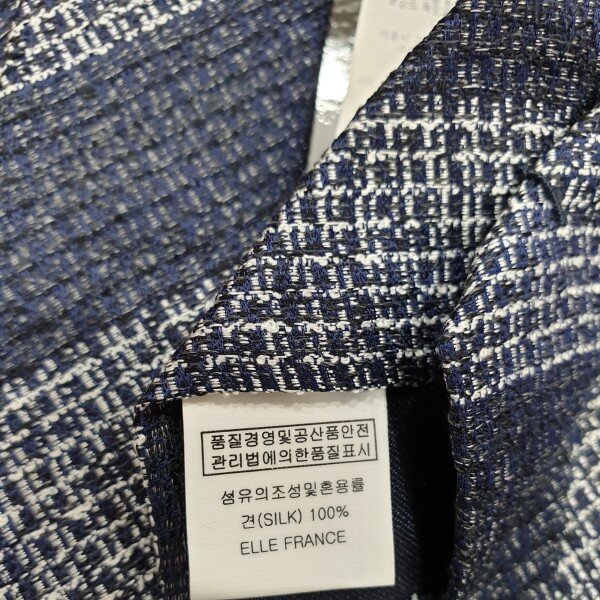 품질경영및공산품안전
관리법에의한품질표시
섬유의조성및혼용률
견(SILK) 100%
ELLE FRANCE